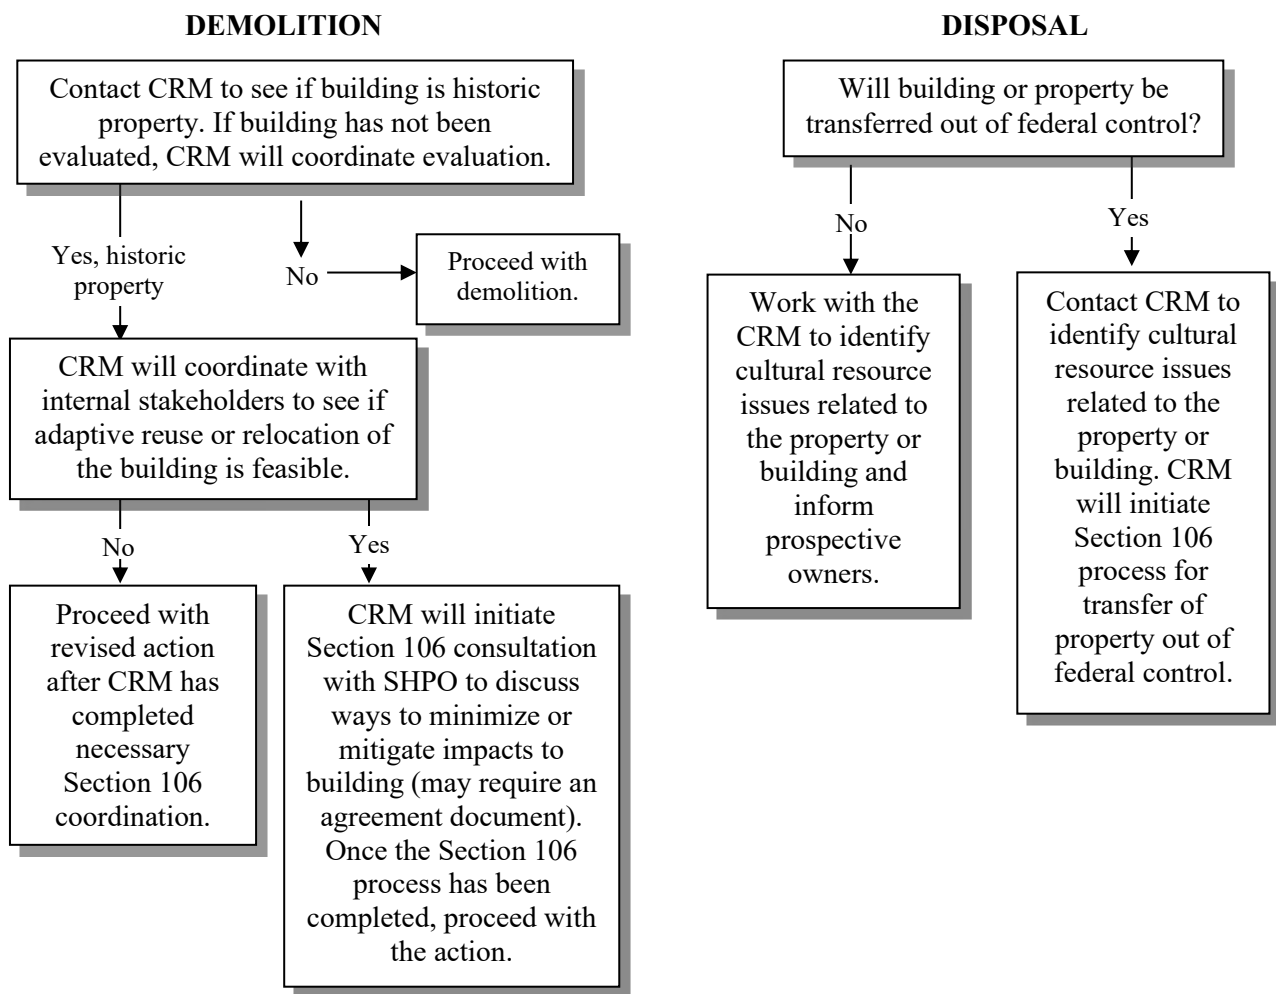 DEMOLITION
Contact CRM to see if building is historic
property. If building has not been
evaluated, CRM will coordinate evaluation.
Yes, historic
property
No
Proceed with
demolition.
CRM will coordinate with
internal stakeholders to see if
adaptive reuse or relocation of
the building is feasible.
No
Yes
Proceed with
revised action
after CRM has
completed
necessary
Section 106
coordination.
CRM will initiate
Section 106 consultation
with SHPO to discuss
ways to minimize or
mitigate impacts to
building (may require an
agreement document).
Once the Section 106
process has been
completed, proceed with
the action.
DISPOSAL
Will building or property be
transferred out of federal control?
No
Yes
Work with the
CRM to identify
cultural resource
issues related to
the property or
building and
inform
prospective
owners.
Contact CRM to
identify cultural
resource issues
related to the
property or
building. CRM
will initiate
Section 106
process for
transfer of
property out of
federal control.